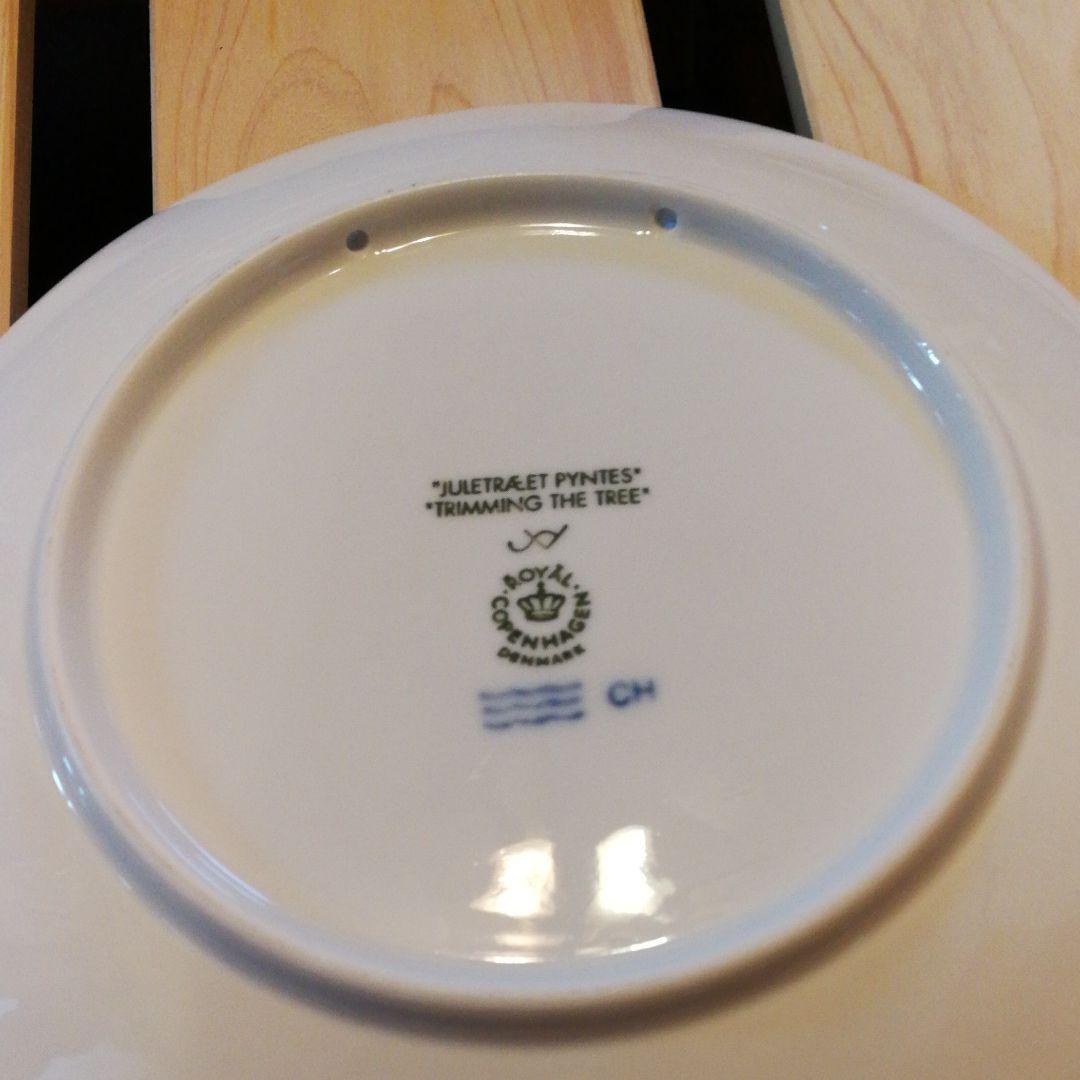 "JULETRÆET PYNTES"
"TRIMMING THE TREE"
ROYAL
COPENHAGEN
DENMARK
CH